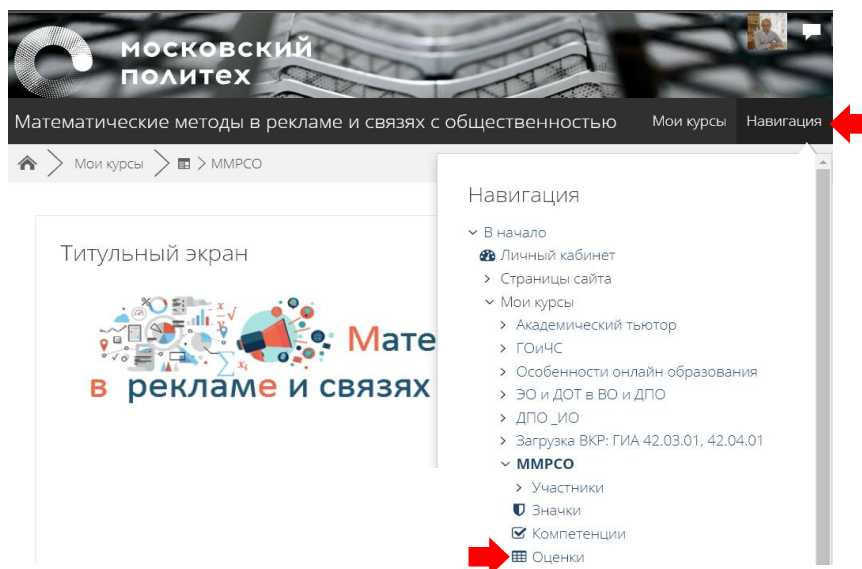 МОСКОВСКИЙ
ПОЛИТЕХ
Математические методы в рекламе и связях с общественностью Мои курсы Навигация
Мои курсы > ММРСО
Навигация
В начало
Личный кабинет
Страницы сайта
Мои курсы
Академический тьютор
ГОиЧС
Особенности онлайн образования
ЭО и ДОТ в ВО и ДПО
ДПО _ИО
Загрузка ВКР: ГИА 42.03.01, 42.04.01
ММРСО
Участники
Значки
Компетенции
Оценки
Титульный экран
Мате
в рекламе и связях